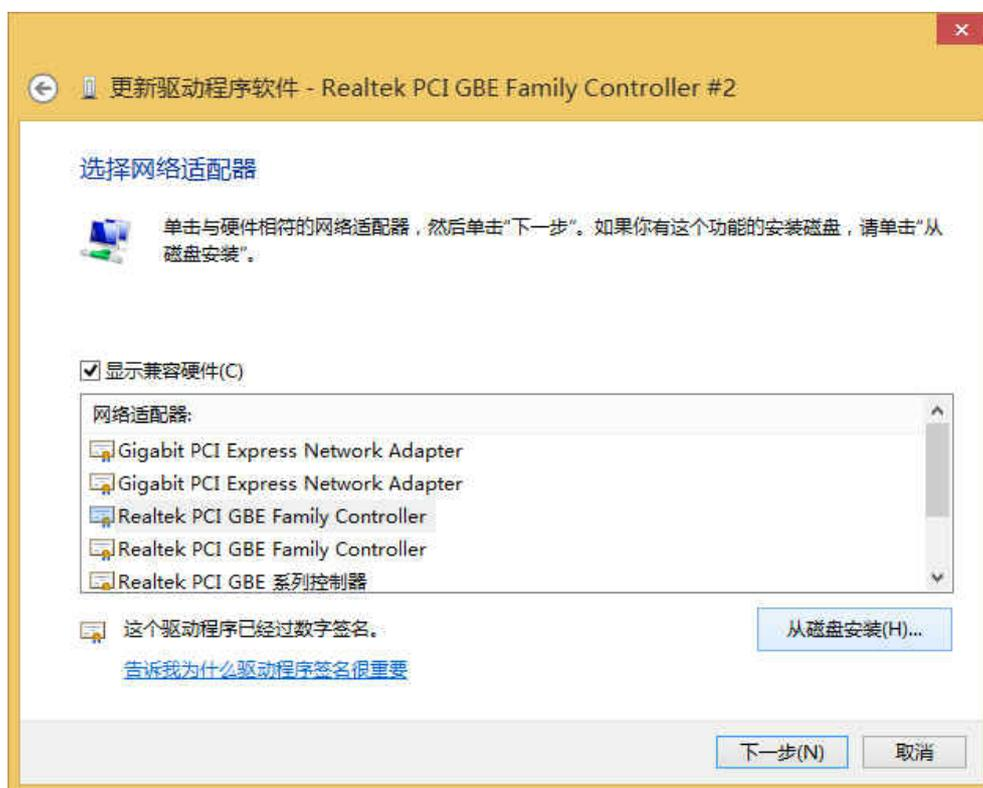 更新驱动程序软件 - Realtek PCI GBE Family Controller #2
选择网络适配器
单击与硬件相符的网络适配器，然后单击“下一步”。如果你有这个功能的安装磁盘，请单击“从
磁盘安装”。
显示兼容硬件(C)
网络适配器:
Gigabit PCI Express Network Adapter
Gigabit PCI Express Network Adapter
Realtek PCI GBE Family Controller
Realtek PCI GBE Family Controller
Realtek PCI GBE 系列控制器
这个驱动程序已经过数字签名。
从磁盘安装(H)...
告诉我为什么驱动程序签名很重要
下一步(N)
取消